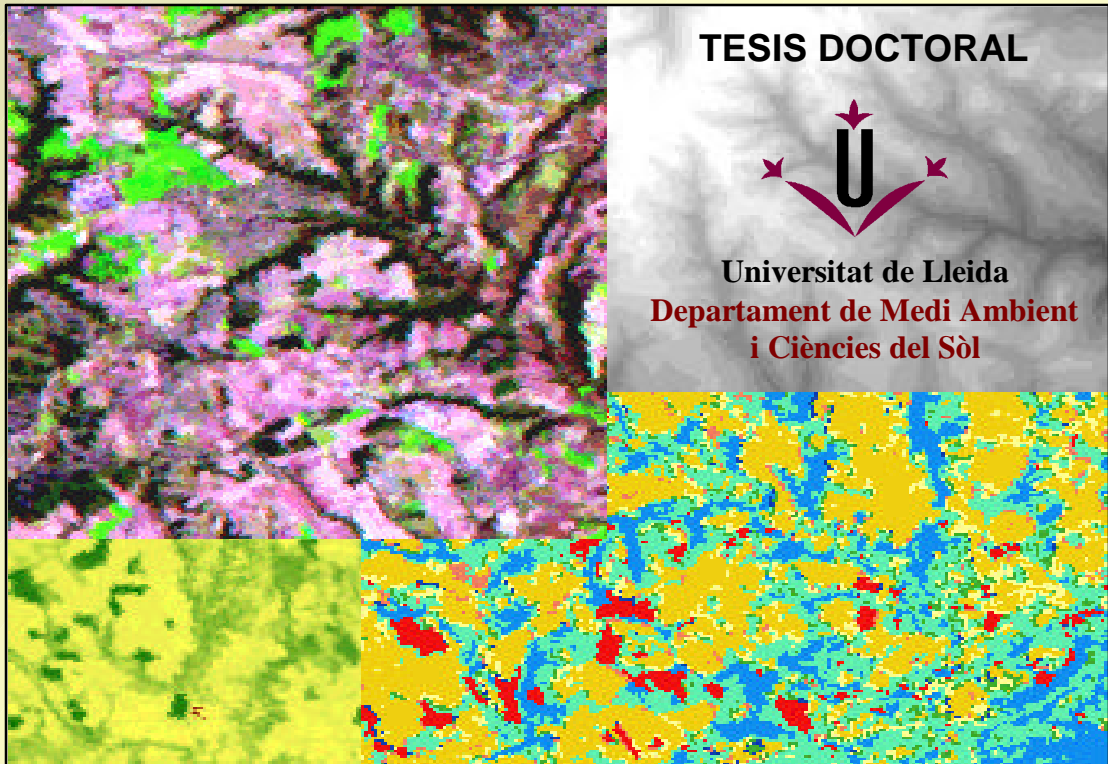 TESIS DOCTORAL
U
Universitat de Lleida
Departament de Medi Ambient
i Ciències del Sòl